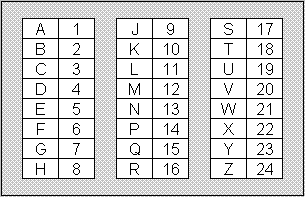 A 1 J 9 S 17
B 2 K 10 T 18
C 3 L 11 U 19
D 4 M 12 V 20
E 5 N 13 W 21
F 6 P 14 X 22
G 7 Q 15 Y 23
H 8 R 16 Z 24